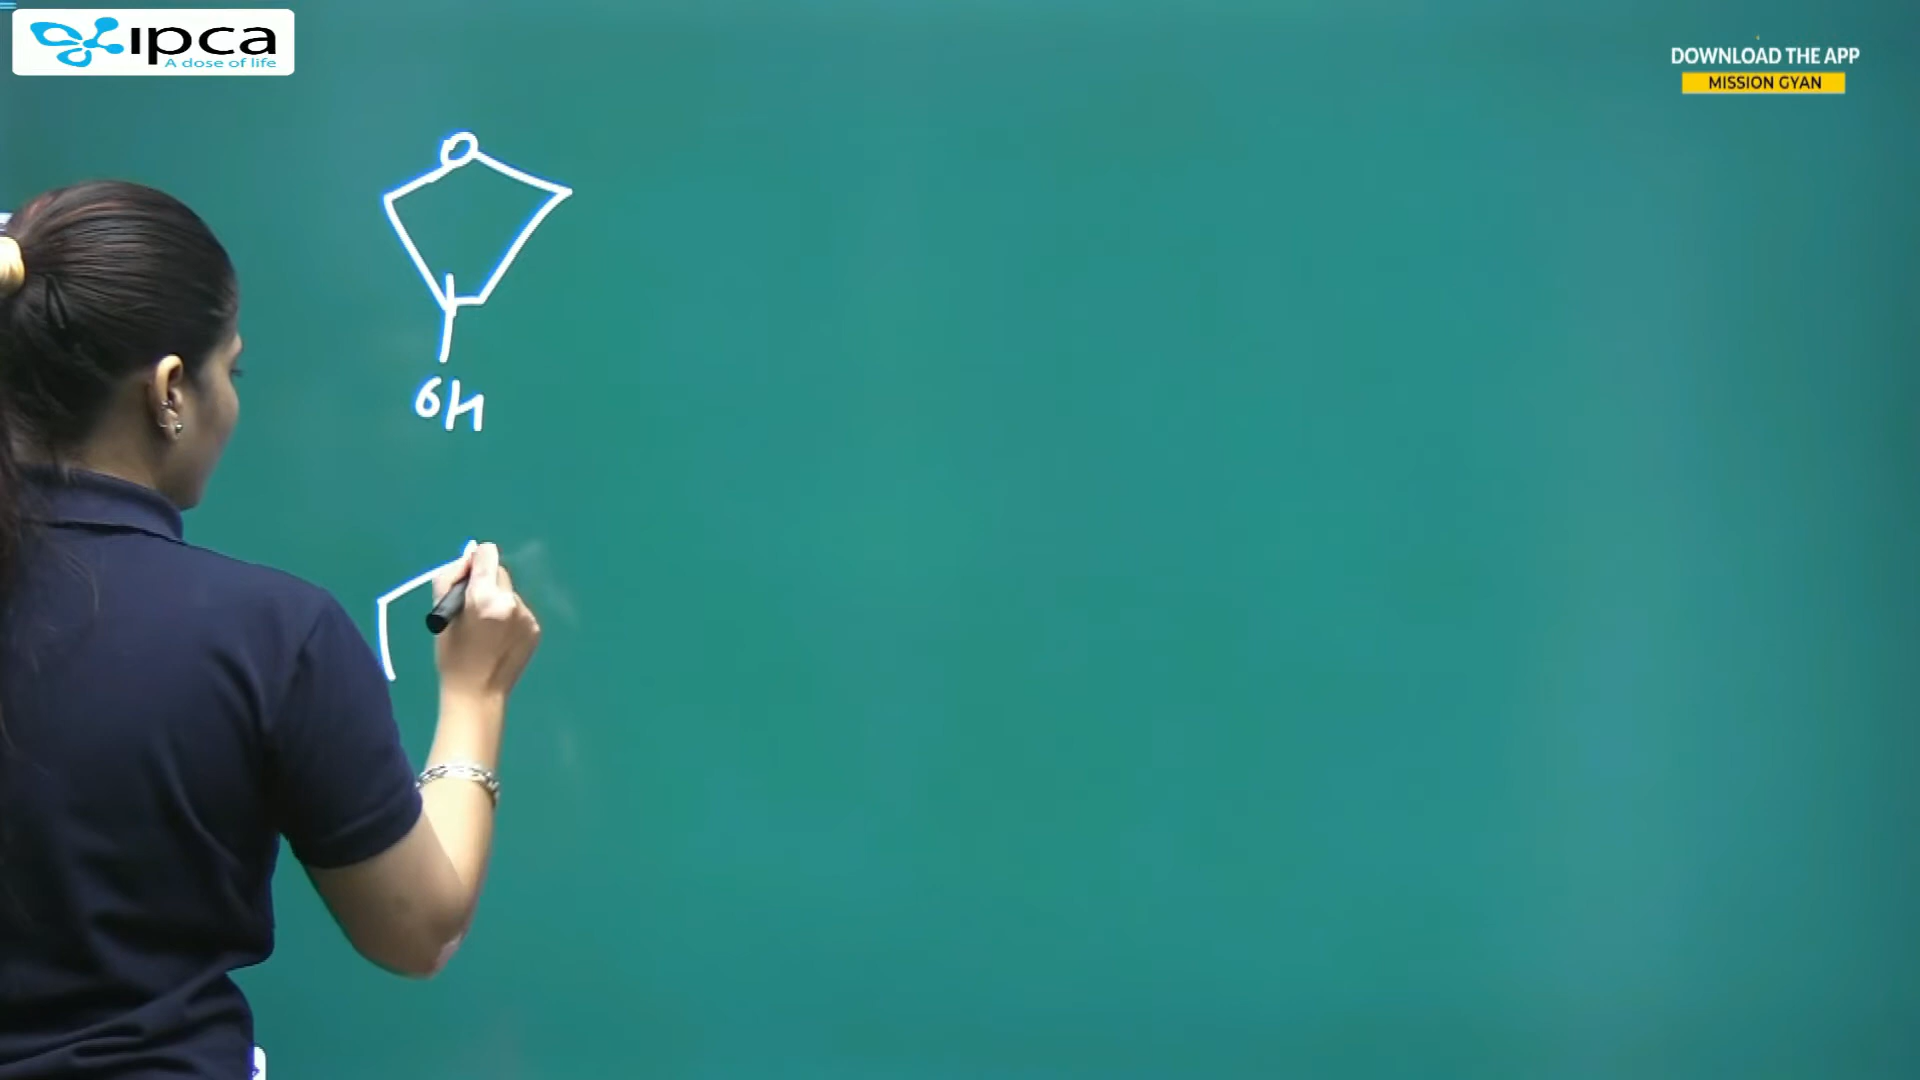 ipca
A dose of life
DOWNLOAD THE APP
MISSION GYAN
O
OH